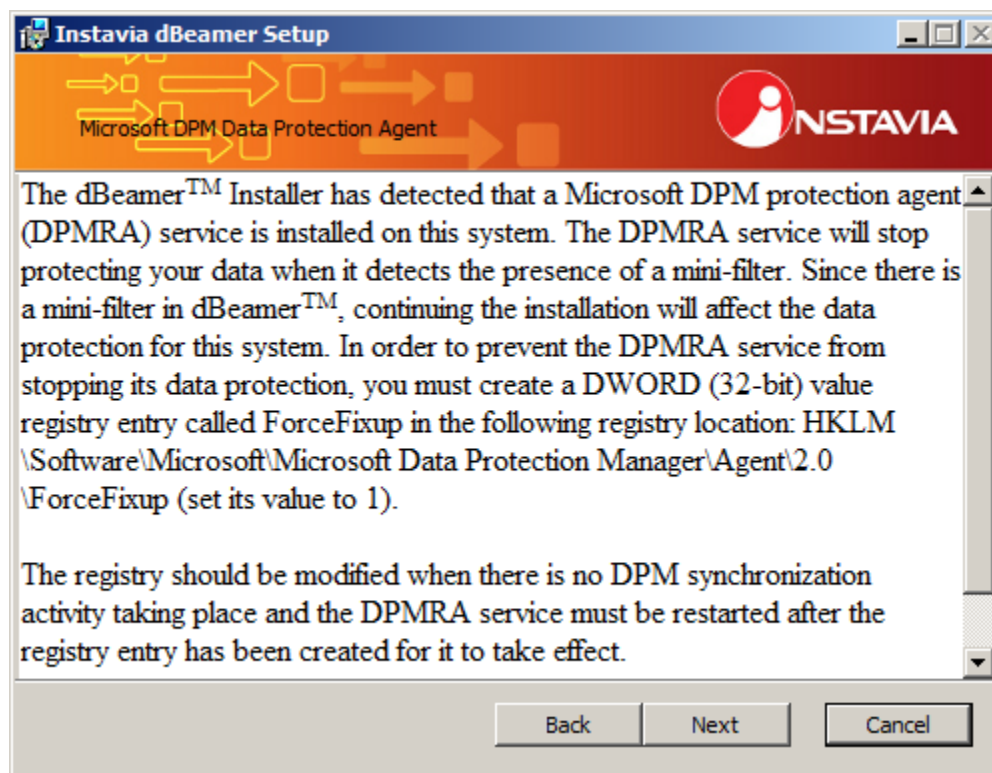 Instavia dBeamer Setup
Microsoft DPM Data Protection Agent
INSTAVIA
The dBeamer™ Installer has detected that a Microsoft DPM protection agent
(DPMRA) service is installed on this system. The DPMRA service will stop
protecting your data when it detects the presence of a mini-filter. Since there is
a mini-filter in dBeamer™, continuing the installation will affect the data
protection for this system. In order to prevent the DPMRA service from
stopping its data protection, you must create a DWORD (32-bit) value
registry entry called ForceFixup in the following registry location: HKLM
\Software\Microsoft\Microsoft Data Protection Manager\Agent\2.0
\ForceFixup (set its value to 1).
The registry should be modified when there is no DPM synchronization
activity taking place and the DPMRA service must be restarted after the
registry entry has been created for it to take effect.
Back
Next
Cancel